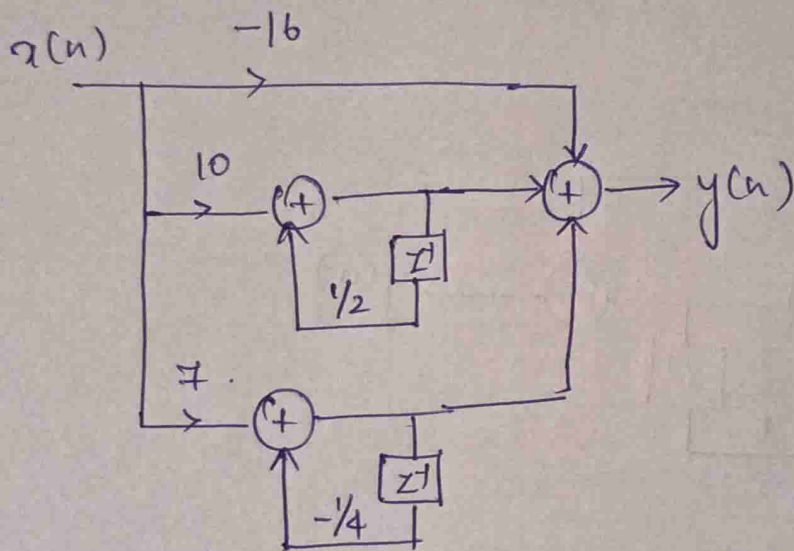 -16
x(n)
10
+
+
y(n)
z⁻¹
1/2
7.
+
z⁻¹
-1/4